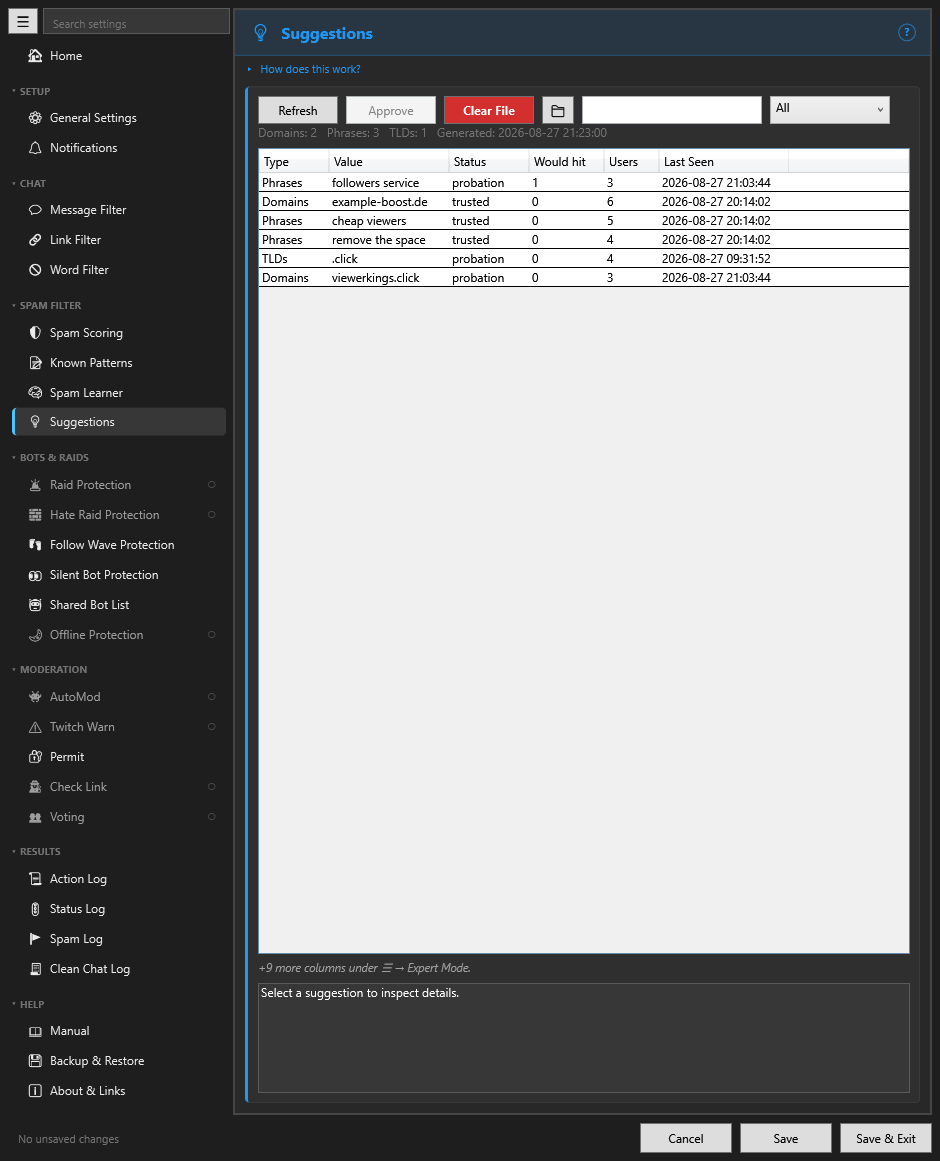 ☰ Search settings
Home
SETUP
General Settings
Notifications
CHAT
Message Filter
Link Filter
Word Filter
SPAM FILTER
Spam Scoring
Known Patterns
Spam Learner
Suggestions
BOTS & RAIDS
Raid Protection
Hate Raid Protection
Follow Wave Protection
Silent Bot Protection
Shared Bot List
Offline Protection
MODERATION
AutoMod
Twitch Warn
Permit
Check Link
Voting
RESULTS
Action Log
Status Log
Spam Log
Clean Chat Log
HELP
Manual
Backup & Restore
About & Links
No unsaved changes
Suggestions ?
How does this work?
Refresh Approve Clear File All
Domains: 2 Phrases: 3 TLDs: 1 Generated: 2026-08-27 21:23:00
Type Value Status Would hit Users Last Seen
Phrases followers service probation 1 3 2026-08-27 21:03:44
Domains example-boost.de trusted 0 6 2026-08-27 20:14:02
Phrases cheap viewers trusted 0 5 2026-08-27 20:14:02
Phrases remove the space trusted 0 4 2026-08-27 20:14:02
TLDs .click probation 0 4 2026-08-27 09:31:52
Domains viewerkings.click probation 0 3 2026-08-27 21:03:44
+9 more columns under ☰ → Expert Mode.
Select a suggestion to inspect details.
Cancel Save Save & Exit